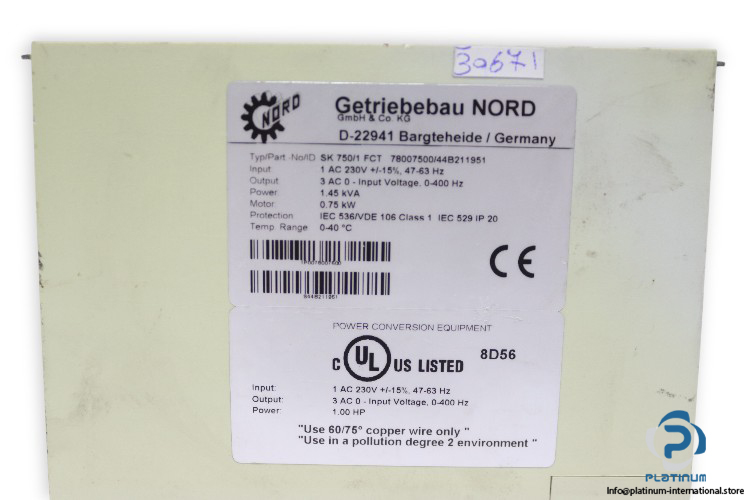 30671
NORD
Getriebebau NORD
GmbH & Co. KG
D-22941 Bargteheide / Germany
Typ/Part -No/ID SK 750/1 FCT 78007500/44B211951
Input: 1 AC 230V +/-15%, 47-63 Hz
Output 3 AC 0 - Input Voltage, 0-400 Hz
Power: 1.45 kVA
Motor: 0.75 kW
Protection IEC 536/VDE 106 Class 1 IEC 529 IP 20
Temp. Range 0-40 °C
CE
POWER CONVERSION EQUIPMENT
C UL US LISTED 8D56
Input: 1 AC 230V +/-15%, 47-63 Hz
Output: 3 AC 0 - Input Voltage, 0-400 Hz
Power: 1.00 HP
"Use 60/75° copper wire only "
"Use in a pollution degree 2 environment "
PLATINUM
Info@platinum-international.store